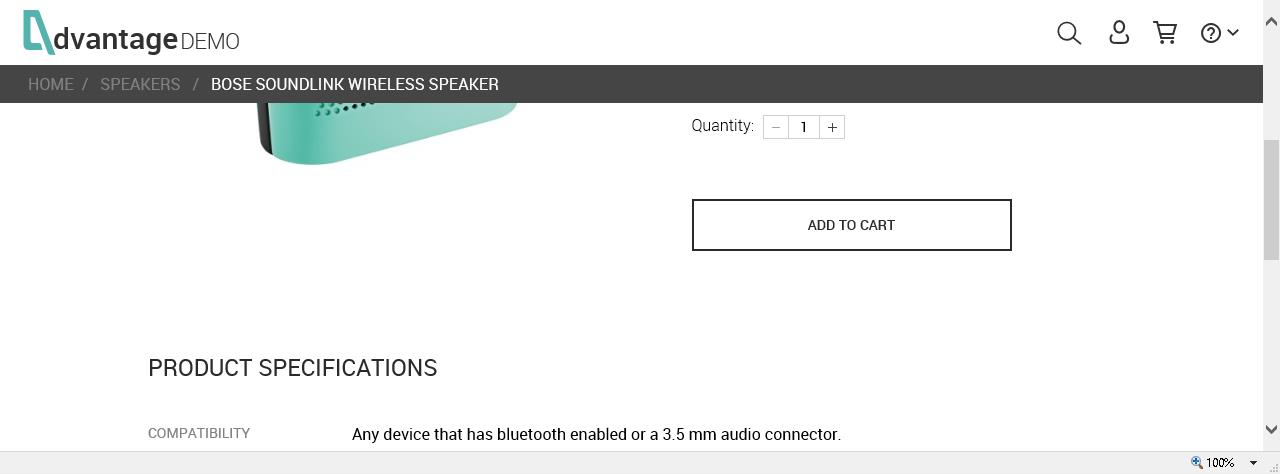 dvantage DEMO
HOME / SPEAKERS / BOSE SOUNDLINK WIRELESS SPEAKER
Quantity: − 1 +
ADD TO CART
PRODUCT SPECIFICATIONS
COMPATIBILITY Any device that has bluetooth enabled or a 3.5 mm audio connector.
100%